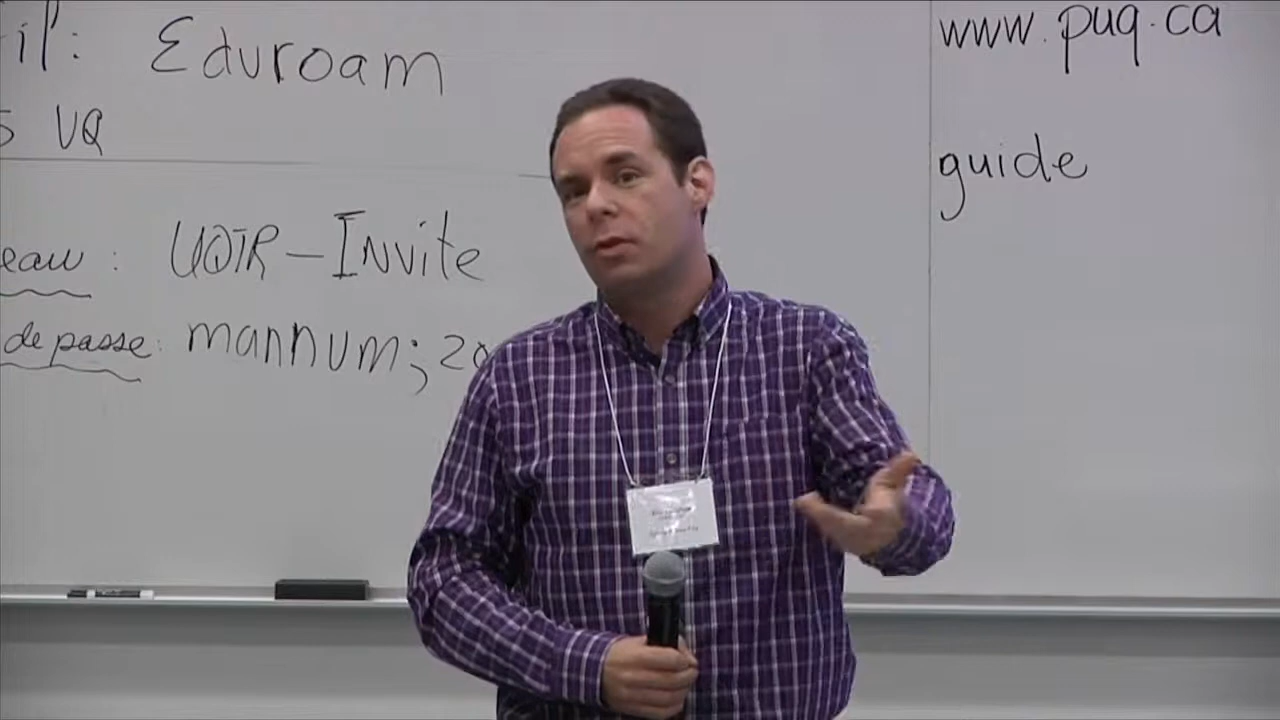 il: Eduroam
s VQ
eau : UQTR-Invite
de passe: mannum;20
www.puq.ca
guide